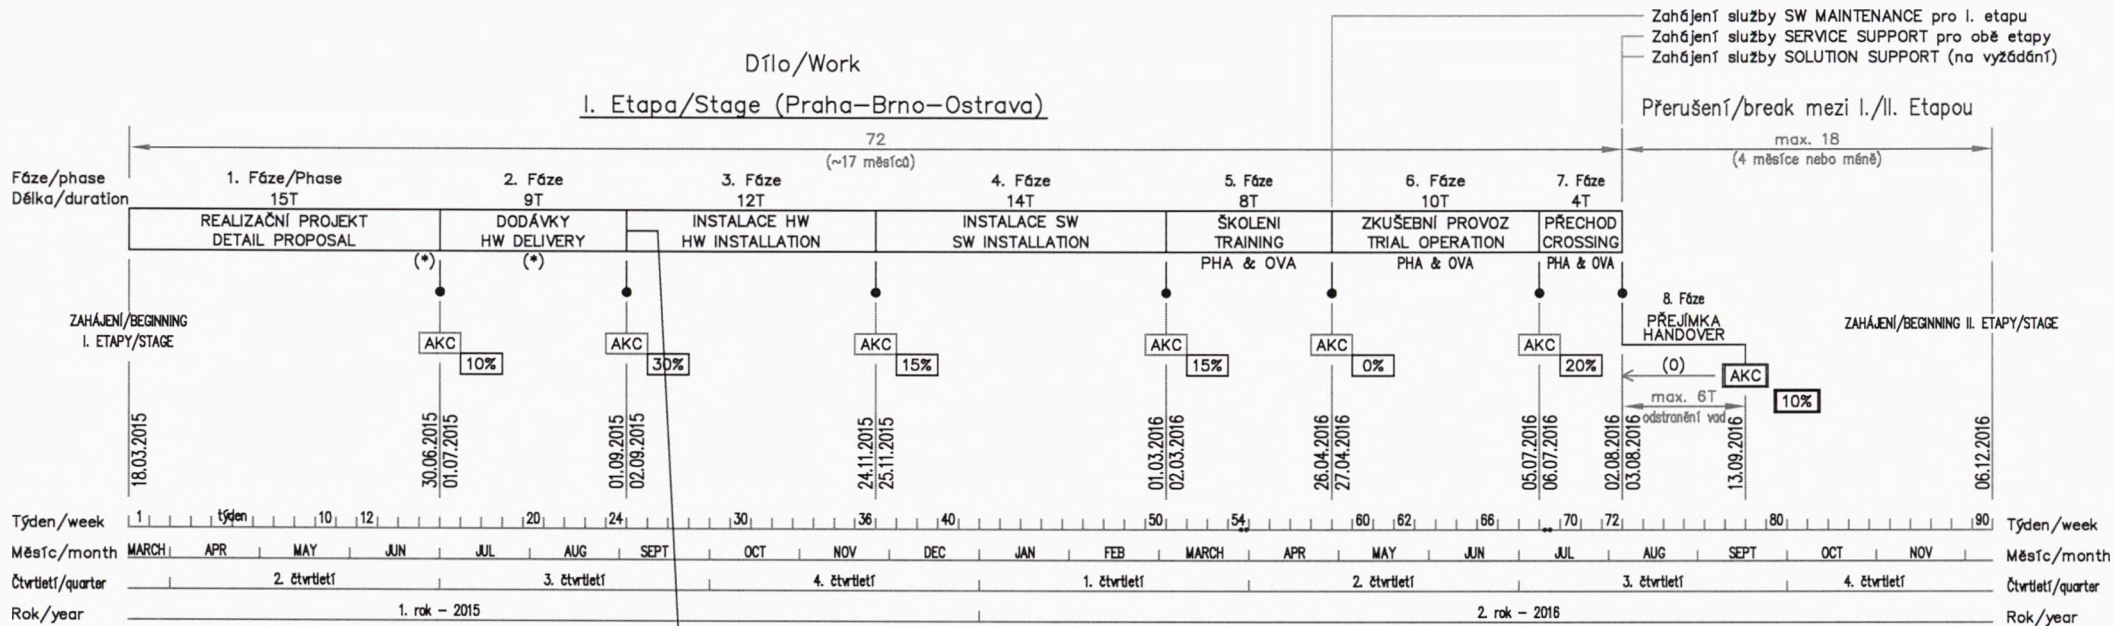 Zahájení služby SW MAINTENANCE pro I. etapu
Zahájení služby SERVICE SUPPORT pro obě etapy
Zahájení služby SOLUTION SUPPORT (na vyžádání)
Dílo/Work
I. Etapa/Stage (Praha-Brno-Ostrava)
Přerušení/break mezi I./II. Etapou
72
(~17 měsíců)
max. 18
(4 měsíce nebo méně)
Fáze/phase 1. Fáze/Phase 2. Fáze 3. Fáze 4. Fáze 5. Fáze 6. Fáze 7. Fáze
Délka/duration 15T 9T 12T 14T 8T 10T 4T
REALIZAČNÍ PROJEKT DODÁVKY INSTALACE HW INSTALACE SW ŠKOLENI ZKUŠEBNÍ PROVOZ PŘECHOD
DETAIL PROPOSAL HW DELIVERY HW INSTALLATION SW INSTALLATION TRAINING TRIAL OPERATION CROSSING
(*) (*) PHA & OVA PHA & OVA PHA & OVA
8. Fáze
PŘEJÍMKA
HANDOVER
ZAHÁJENÍ/BEGINNING
I. ETAPY/STAGE
ZAHÁJENÍ/BEGINNING II. ETAPY/STAGE
AKC AKC AKC AKC AKC AKC
10% 30% 15% 15% 0% 20%
(0) AKC
max. 6T 10%
odstranění vad
18.03.2015 30.06.2015 01.07.2015 01.09.2015 02.09.2015 24.11.2015 25.11.2015 01.03.2016 02.03.2016 26.04.2016 27.04.2016 05.07.2016 06.07.2016 02.08.2016 03.08.2016 13.09.2016 06.12.2016
Týden/week 1 týden 10 12 20 24 30 36 40 50 54 60 62 66 70 72 80 90 Týden/week
Měsíc/month MARCH APR MAY JUN JUL AUG SEPT OCT NOV DEC JAN FEB MARCH APR MAY JUN JUL AUG SEPT OCT NOV Měsíc/month
Čtvrtletí/quarter 2. čtvrtletí 3. čtvrtletí 4. čtvrtletí 1. čtvrtletí 2. čtvrtletí 3. čtvrtletí 4. čtvrtletí Čtvrtletí/quarter
Rok/year 1. rok - 2015 2. rok - 2016 Rok/year